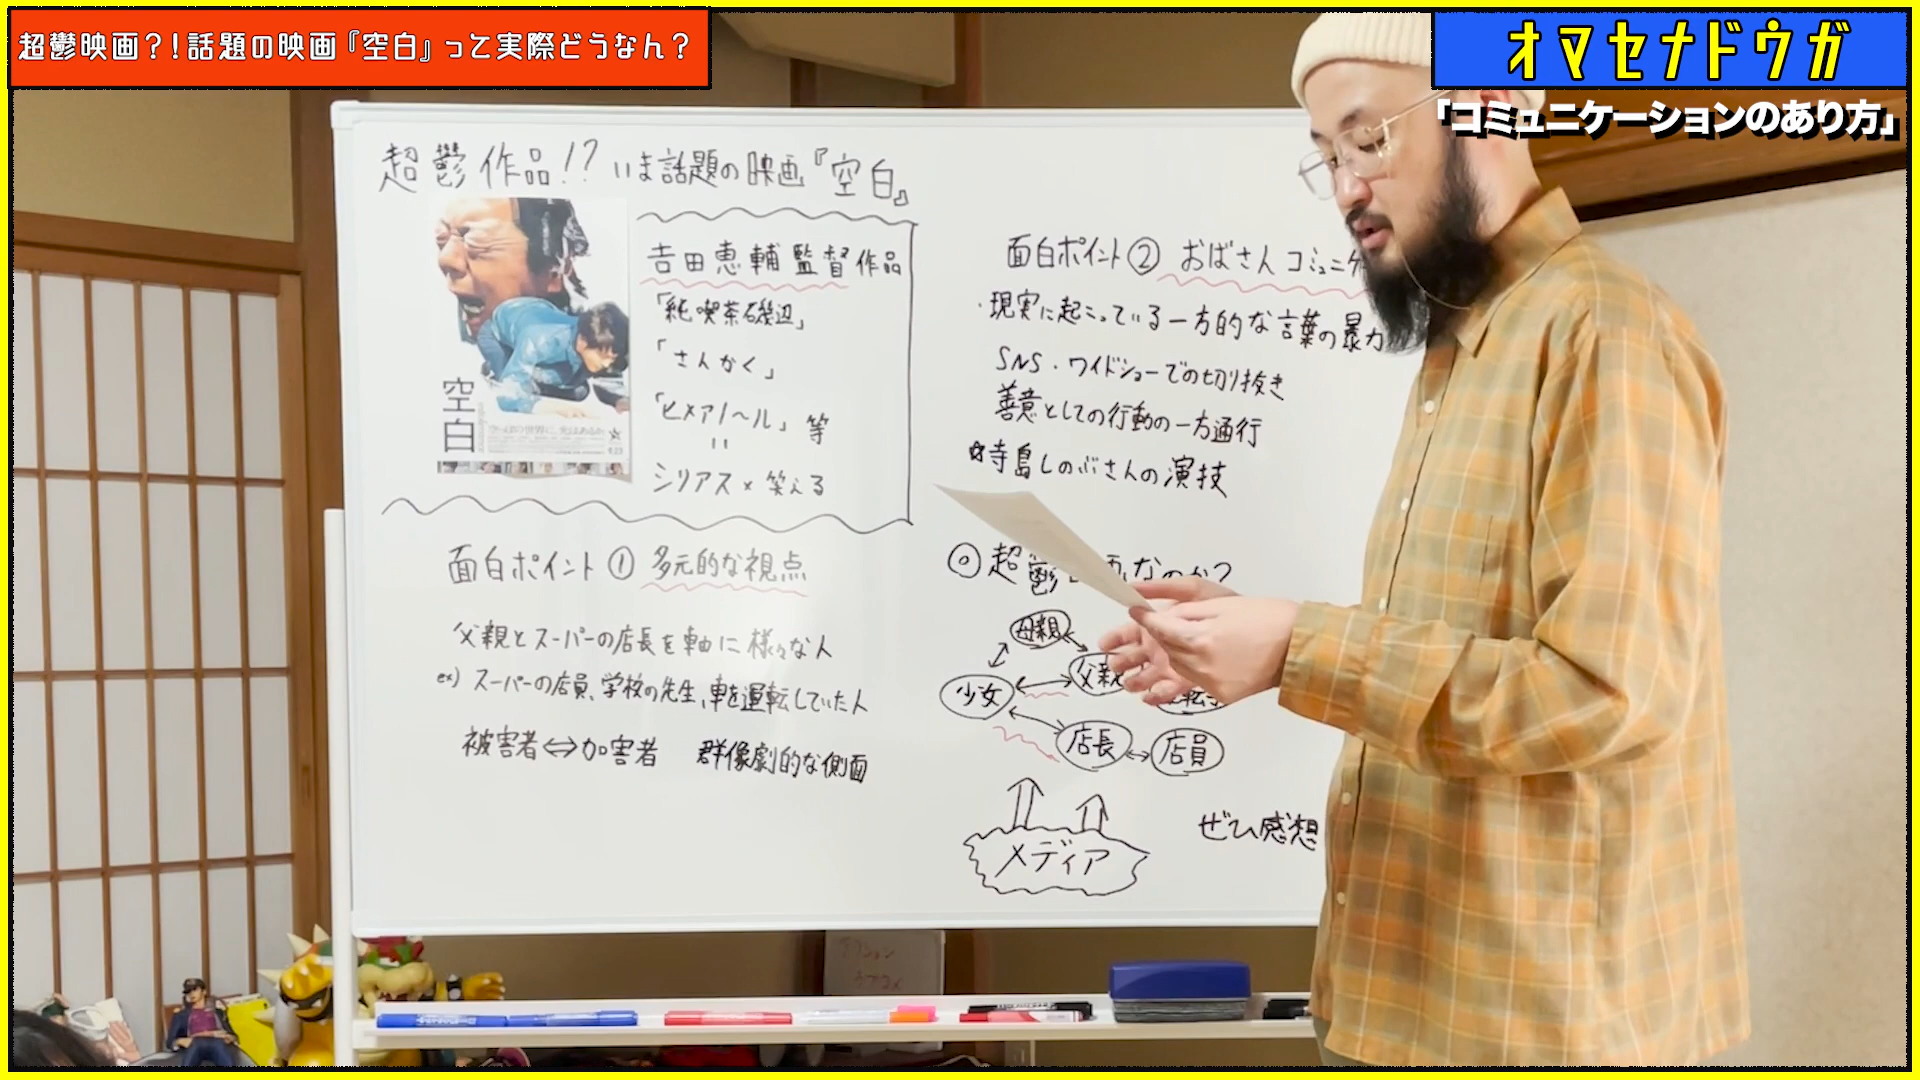 超鬱映画?!話題の映画『空白』って実際どうなん?
オマセナドウガ
「コミュニケーションのあり方」
超鬱作品!? いま話題の映画『空白』
吉田恵輔監督作品
「純喫茶磯辺」
「さんかく」
「ヒメアノ〜ル」等
シリアス×笑える
空白
面白ポイント① 多元的な視点
父親とスーパーの店長を軸に様々な人
ex) スーパーの店員、学校の先生、車を運転していた人
被害者⇔加害者 群像劇的な側面
面白ポイント② おばさんコミュニケ
・現実に起こっている一方的な言葉の暴力
SNS・ワイドショーでの切り抜き
善意としての行動の一方通行
☆寺島しのぶさんの演技
◎超鬱 なのか?
母親
父親
少女
運転手
店長
店員
メディア
ぜひ感想